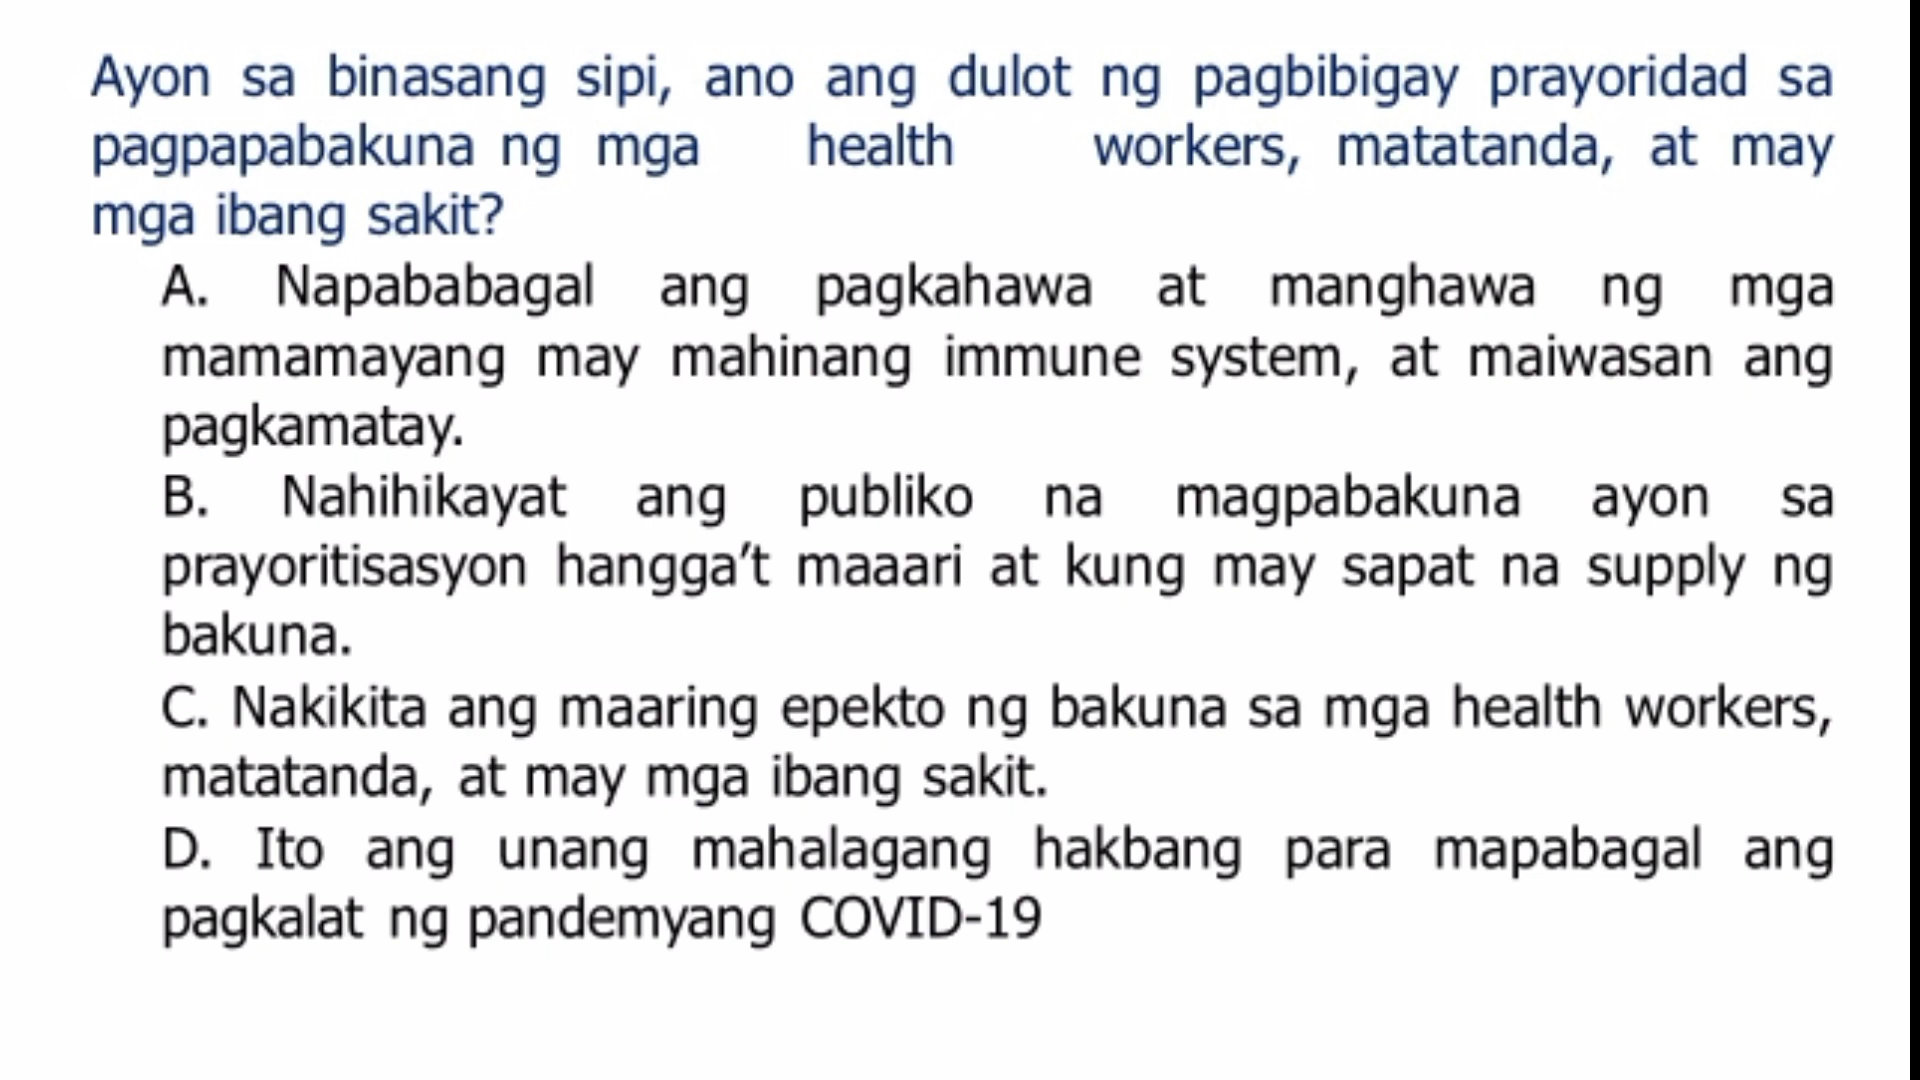 Ayon sa binasang sipi, ano ang dulot ng pagbibigay prayoridad sa
pagpapabakuna ng mga health workers, matatanda, at may
mga ibang sakit?
A. Napababagal ang pagkahawa at manghawa ng mga
mamamayang may mahinang immune system, at maiwasan ang
pagkamatay.
B. Nahihikayat ang publiko na magpabakuna ayon sa
prayoritisasyon hangga't maaari at kung may sapat na supply ng
bakuna.
C. Nakikita ang maaring epekto ng bakuna sa mga health workers,
matatanda, at may mga ibang sakit.
D. Ito ang unang mahalagang hakbang para mapabagal ang
pagkalat ng pandemyang COVID-19